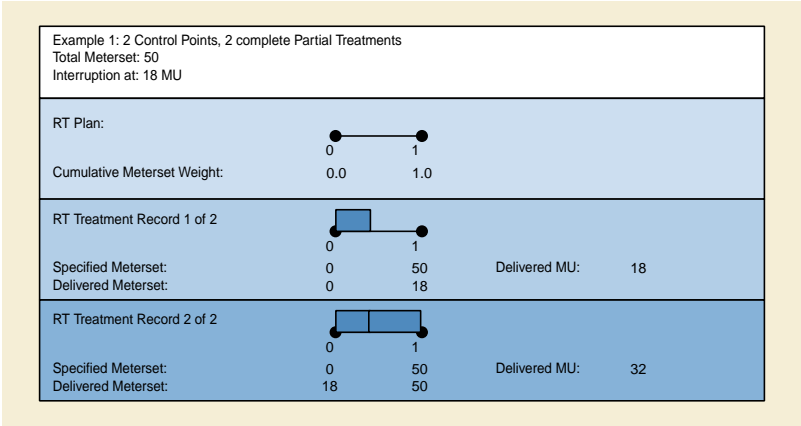 Example 1: 2 Control Points, 2 complete Partial Treatments
Total Meterset: 50
Interruption at: 18 MU
RT Plan:
0 1
Cumulative Meterset Weight: 0.0 1.0
RT Treatment Record 1 of 2
0 1
Specified Meterset: 0 50 Delivered MU: 18
Delivered Meterset: 0 18
RT Treatment Record 2 of 2
0 1
Specified Meterset: 0 50 Delivered MU: 32
Delivered Meterset: 18 50